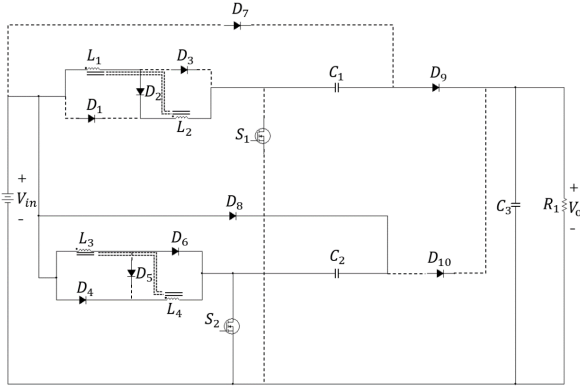 D7
L1
D3
D2
D1
L2
C1
D9
S1
+
Vin
-
D8
C3
R1
+
Vo
-
L3
D6
D5
D4
L4
C2
D10
S2